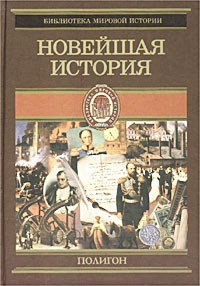 БИБЛИОТЕКА МИРОВОЙ ИСТОРИИ
НОВЕЙШАЯ
ИСТОРИЯ
ПОЛИГОН